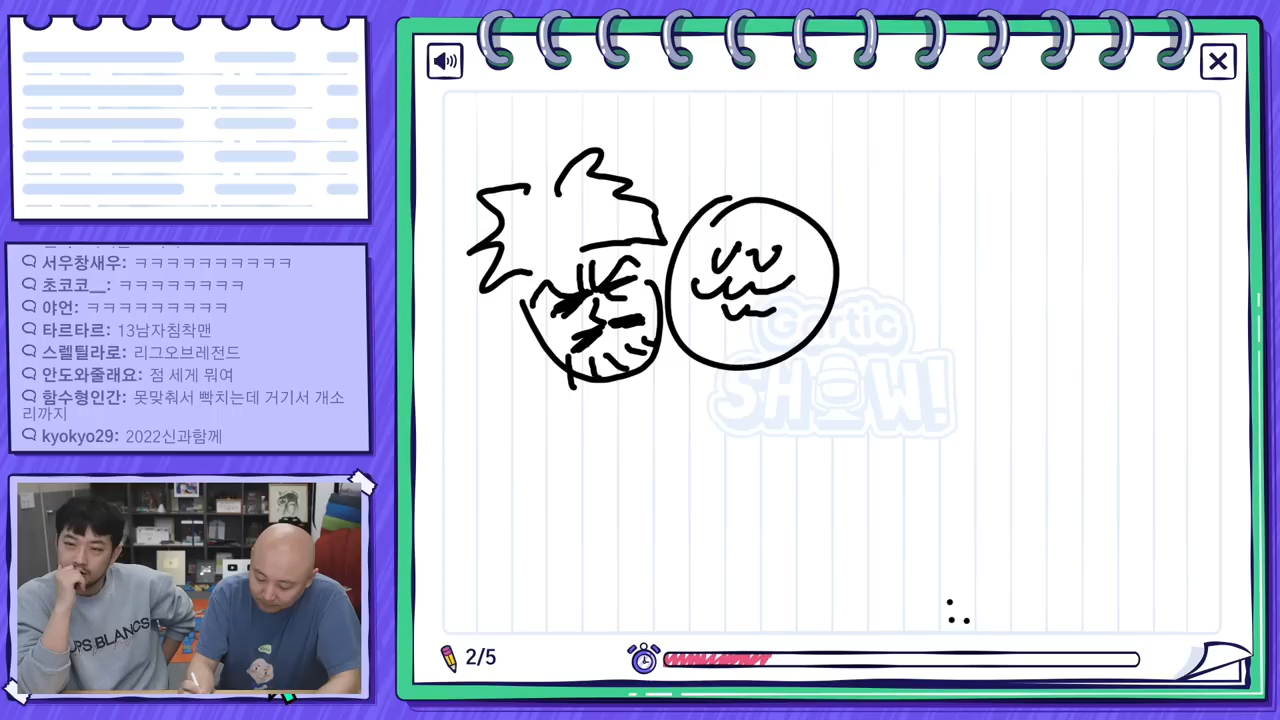 서우창새우: ㅋㅋㅋㅋㅋㅋㅋㅋㅋㅋ
초코코__: ㅋㅋㅋㅋㅋㅋㅋㅋ
야언: ㅋㅋㅋㅋㅋㅋㅋㅋㅋ
타르타르: 13남자침착맨
스렐틸라로: 리그오브레전드
안도와줄래요: 점 세게 뭐여
함수형인간: 못맞춰서 빡치는데 거기서 개소
리까지
kyokyo29: 2022신과함께
Gartic
SHOW!
UPS BLANCS
2/5